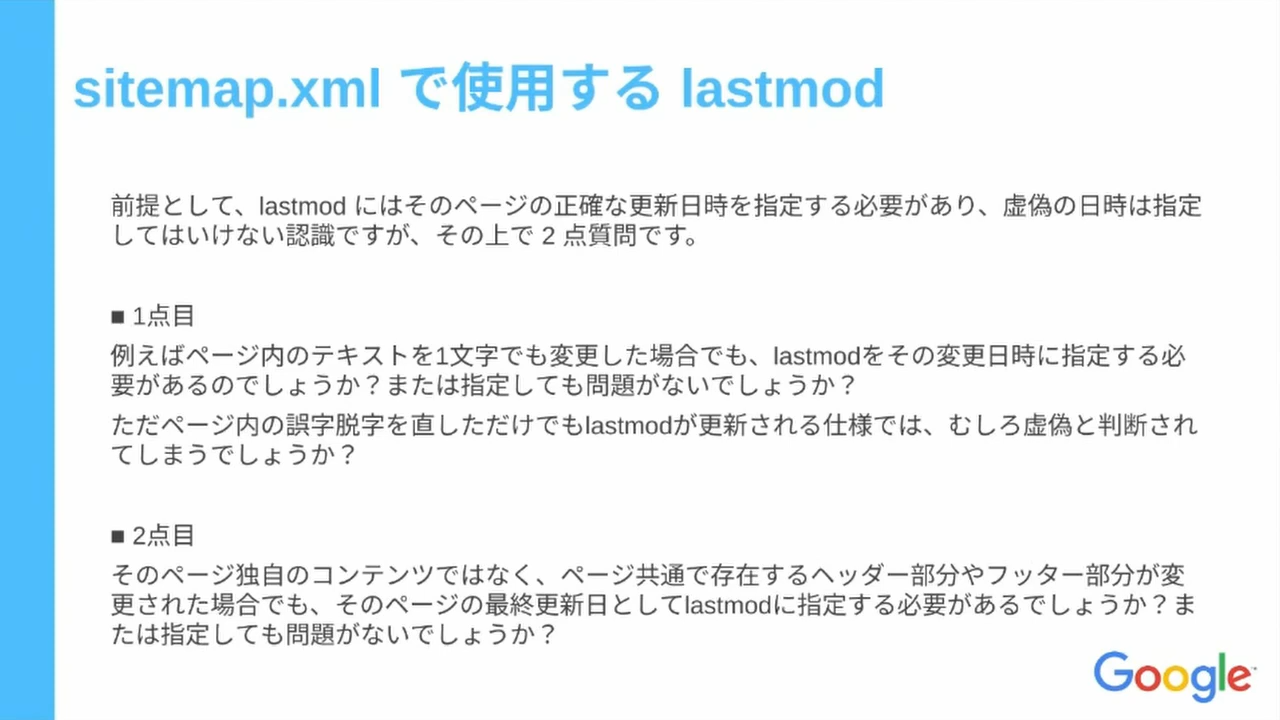 sitemap.xml で使用する lastmod
前提として、lastmod にはそのページの正確な更新日時を指定する必要があり、虚偽の日時は指定
してはいけない認識ですが、その上で 2 点質問です。
■ 1点目
例えばページ内のテキストを1文字でも変更した場合でも、lastmodをその変更日時に指定する必
要があるのでしょうか？または指定しても問題がないでしょうか？
ただページ内の誤字脱字を直しただけでもlastmodが更新される仕様では、むしろ虚偽と判断され
てしまうでしょうか？
■ 2点目
そのページ独自のコンテンツではなく、ページ共通で存在するヘッダー部分やフッター部分が変
更された場合でも、そのページの最終更新日としてlastmodに指定する必要があるでしょうか？ま
たは指定しても問題がないでしょうか？
Google